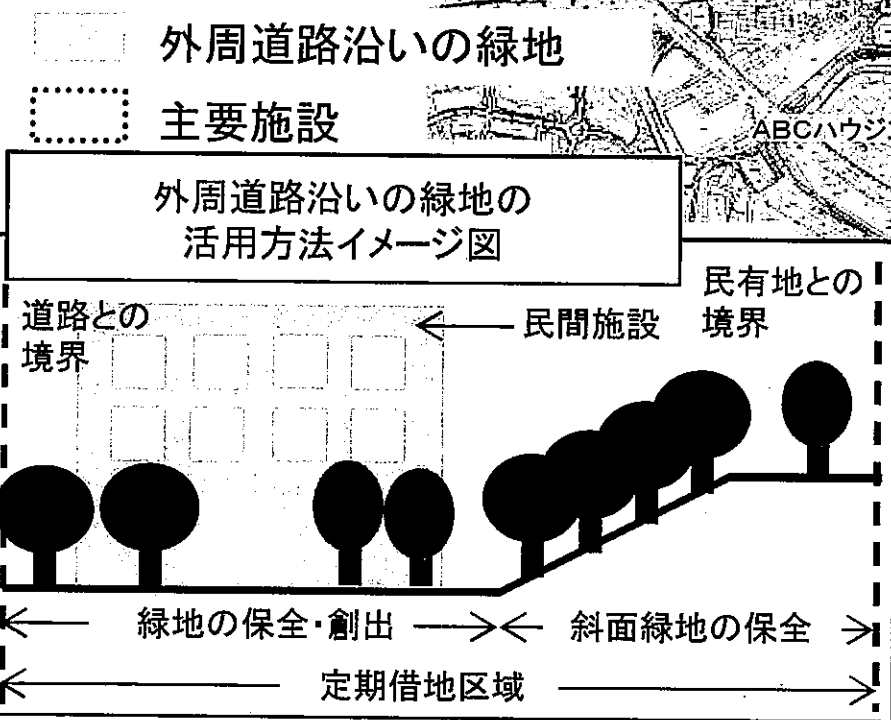 外周道路沿いの緑地
主要施設
ABCハウジ
外周道路沿いの緑地の
活用方法イメージ図
道路との
境界
民間施設
民有地との
境界
緑地の保全・創出
斜面緑地の保全
定期借地区域